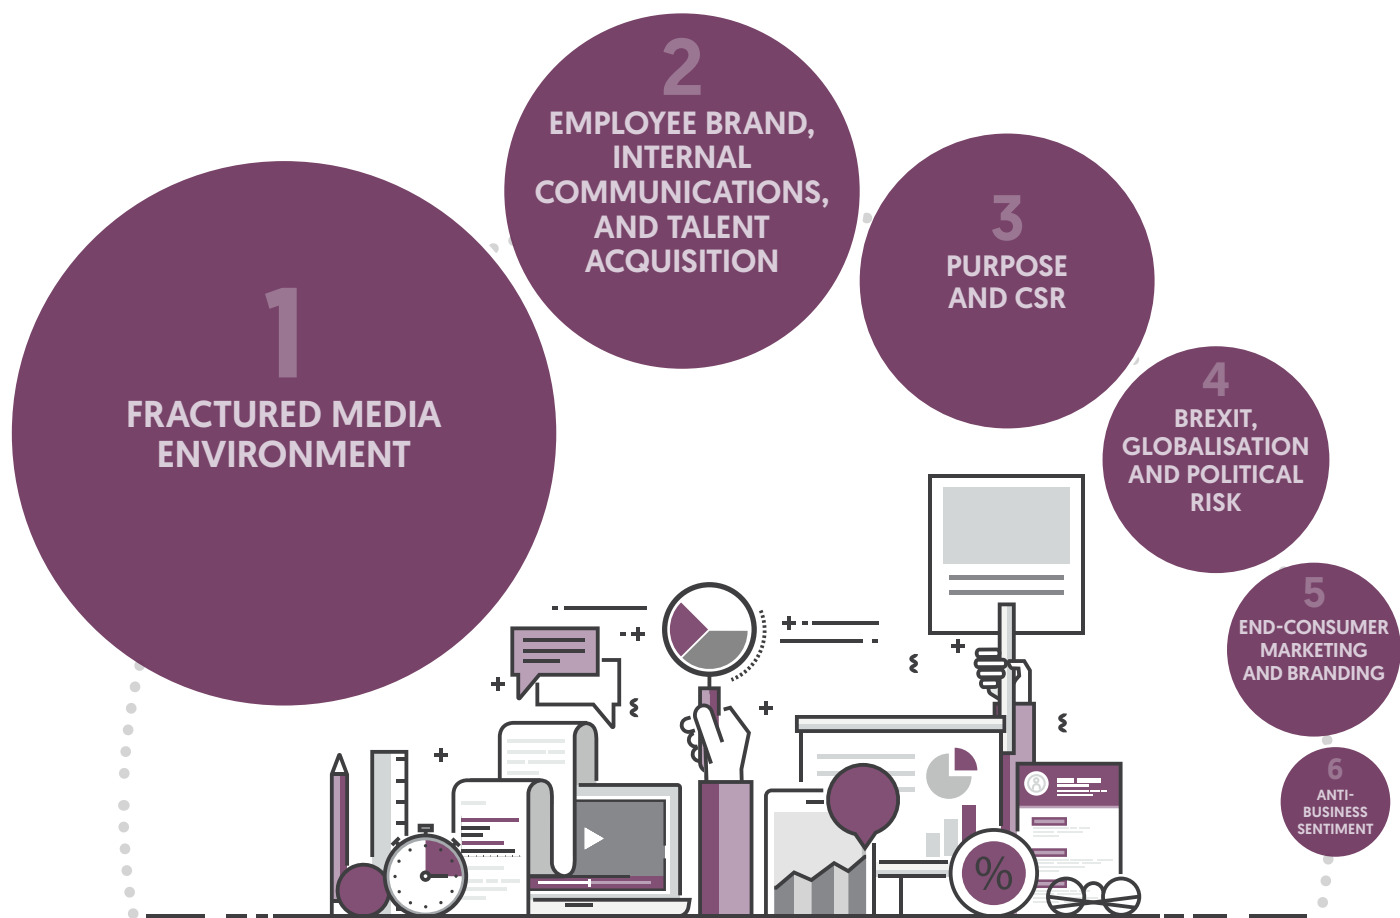 1
FRACTURED MEDIA
ENVIRONMENT
2
EMPLOYEE BRAND,
INTERNAL
COMMUNICATIONS,
AND TALENT
ACQUISITION
3
PURPOSE
AND CSR
4
BREXIT,
GLOBALISATION
AND POLITICAL
RISK
5
END-CONSUMER
MARKETING
AND BRANDING
6
ANTI-
BUSINESS
SENTIMENT
%